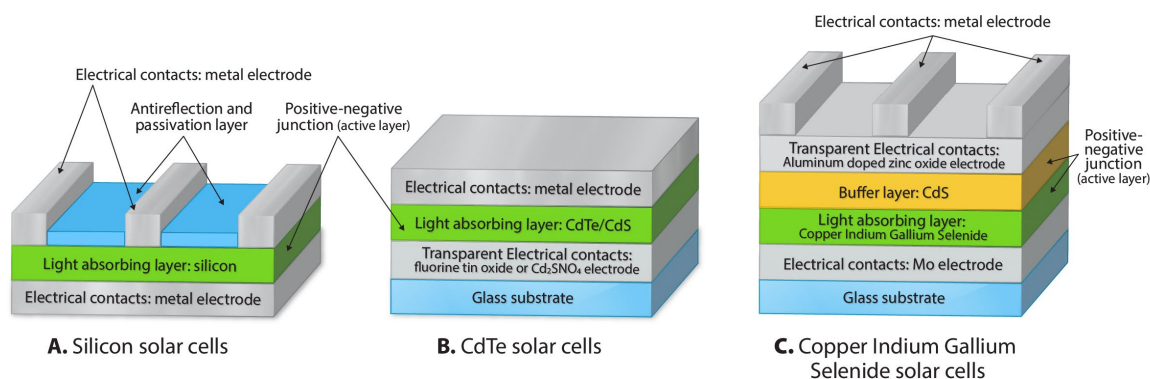 Electrical contacts: metal electrode
Antireflection and
passivation layer
Positive-negative
junction (active layer)
Light absorbing layer: silicon
Electrical contacts: metal electrode
A. Silicon solar cells
Electrical contacts: metal electrode
Light absorbing layer: CdTe/CdS
Transparent Electrical contacts:
fluorine tin oxide or Cd₂SNO₄ electrode
Glass substrate
B. CdTe solar cells
Electrical contacts: metal electrode
Transparent Electrical contacts:
Aluminum doped zinc oxide electrode
Buffer layer: CdS
Light absorbing layer:
Copper Indium Gallium Selenide
Electrical contacts: Mo electrode
Glass substrate
Positive-
negative
junction
(active layer)
C. Copper Indium Gallium
Selenide solar cells